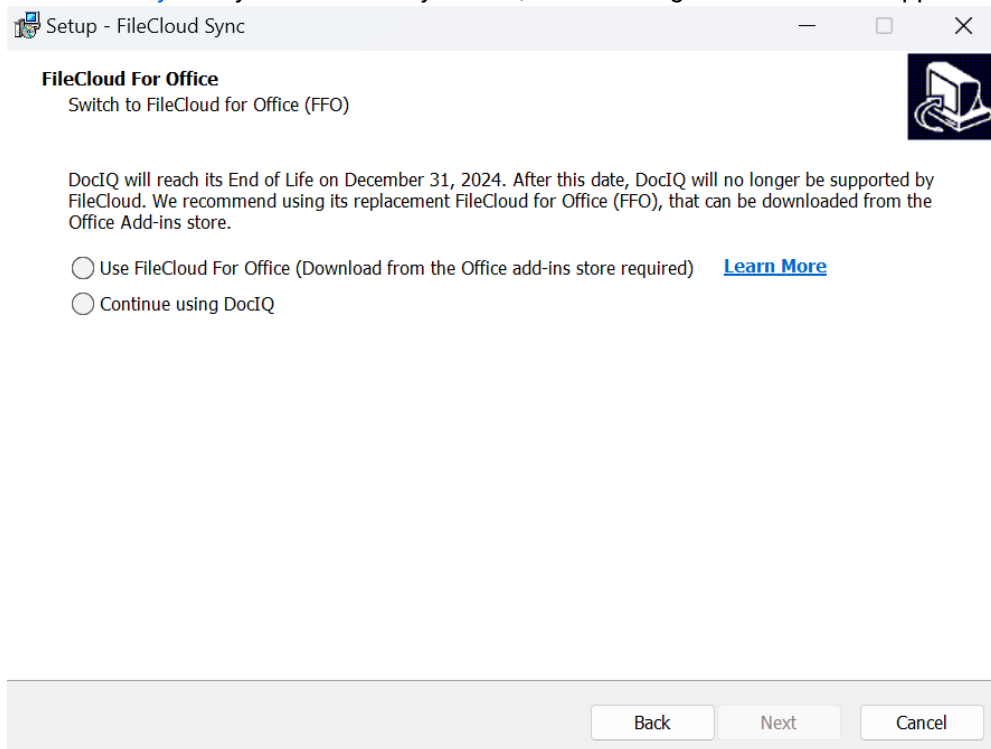 Setup - FileCloud Sync
FileCloud For Office
Switch to FileCloud for Office (FFO)
DocIQ will reach its End of Life on December 31, 2024. After this date, DocIQ will no longer be supported by
FileCloud. We recommend using its replacement FileCloud for Office (FFO), that can be downloaded from the
Office Add-ins store.
Use FileCloud For Office (Download from the Office add-ins store required) Learn More
Continue using DocIQ
Back Next Cancel